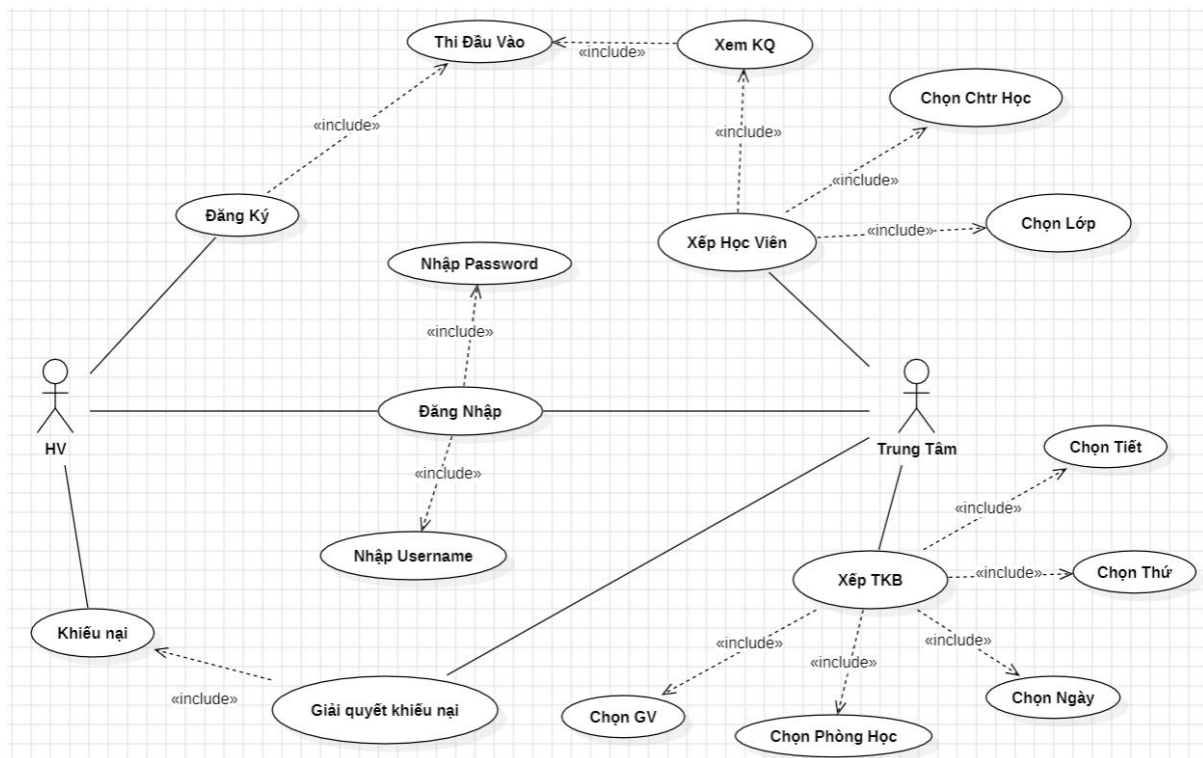 Thi Đầu Vào
«include»
Xem KQ
Chọn Chtr Học
«include»
«include»
«include»
Đăng Ký
Xếp Học Viên
«include»
Chọn Lớp
Nhập Password
«include»
Đăng Nhập
HV
Trung Tâm
Chọn Tiết
«include»
«include»
Nhập Username
Xếp TKB
«include»
Chọn Thứ
Khiếu nại
«include»
«include»
«include»
«include»
Giải quyết khiếu nại
Chọn GV
Chọn Ngày
Chọn Phòng Học